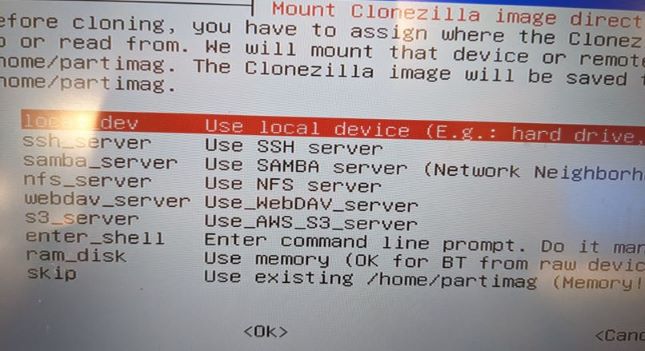 Mount Clonezilla image direct
efore cloning, you have to assign where the Clonez
o or read from. We will mount that device or remote
home/partimag. The Clonezilla image will be saved t
home/partimag.
local_dev Use local device (E.g.: hard drive,
ssh_server Use SSH server
samba_server Use SAMBA server (Network Neighborh
nfs_server Use NFS server
webdav_server Use_WebDAV_server
s3_server Use_AWS_S3_server
enter_shell Enter command line prompt. Do it man
ram_disk Use memory (OK for BT from raw devic
skip Use existing /home/partimag (Memory!
<Ok> <Canc